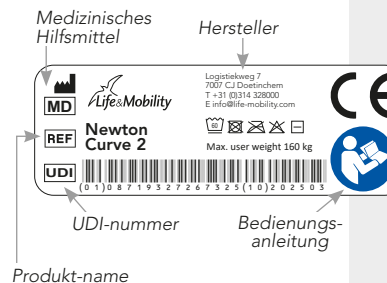 Medizinisches
Hilfsmittel
Hersteller
Life&Mobility
Logistiekweg 7
7007 CJ Doetinchem
T +31 (0)314 328000
E info@life-mobility.com
MD
REF
Newton
Curve 2
60
Max. user weight 160 kg
CE
UDI
(01)08719327267325(10)202503
UDI-nummer
Bedienungs-
anleitung
Produkt-name